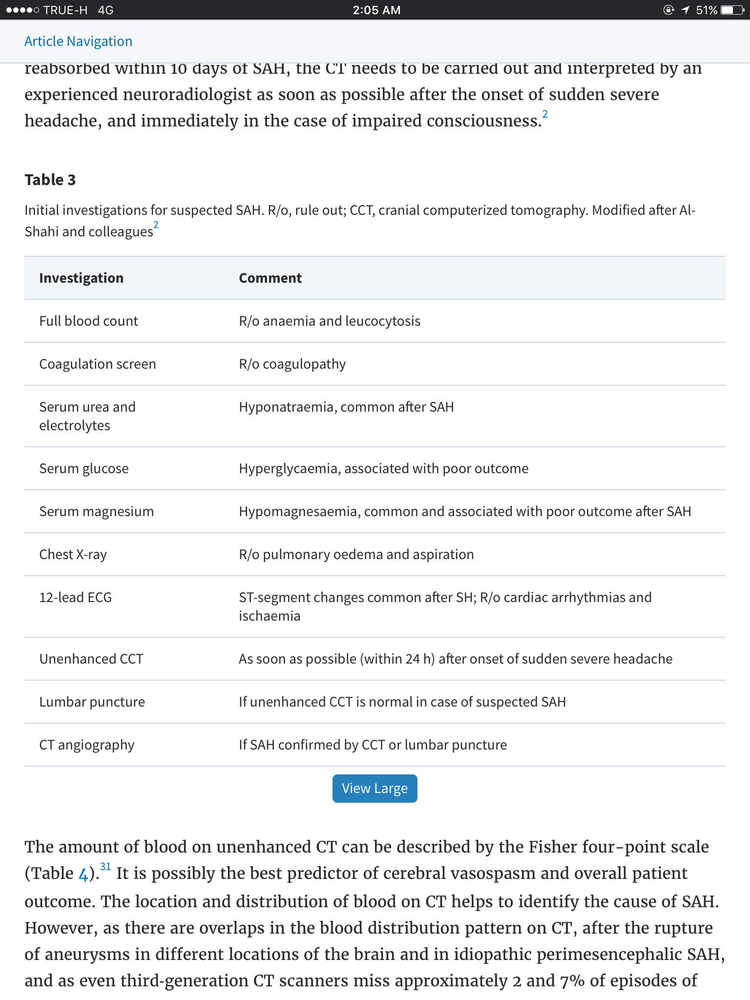 TRUE-H 4G 2:05 AM 51%
Article Navigation
reabsorbed within 10 days of SAH, the CT needs to be carried out and interpreted by an
experienced neuroradiologist as soon as possible after the onset of sudden severe
headache, and immediately in the case of impaired consciousness.2
Table 3
Initial investigations for suspected SAH. R/o, rule out; CCT, cranial computerized tomography. Modified after Al-
Shahi and colleagues2
Investigation Comment
Full blood count R/o anaemia and leucocytosis
Coagulation screen R/o coagulopathy
Serum urea and Hyponatraemia, common after SAH
electrolytes
Serum glucose Hyperglycaemia, associated with poor outcome
Serum magnesium Hypomagnesaemia, common and associated with poor outcome after SAH
Chest X-ray R/o pulmonary oedema and aspiration
12-lead ECG ST-segment changes common after SH; R/o cardiac arrhythmias and
ischaemia
Unenhanced CCT As soon as possible (within 24 h) after onset of sudden severe headache
Lumbar puncture If unenhanced CCT is normal in case of suspected SAH
CT angiography If SAH confirmed by CCT or lumbar puncture
View Large
The amount of blood on unenhanced CT can be described by the Fisher four-point scale
(Table 4).31 It is possibly the best predictor of cerebral vasospasm and overall patient
outcome. The location and distribution of blood on CT helps to identify the cause of SAH.
However, as there are overlaps in the blood distribution pattern on CT, after the rupture
of aneurysms in different locations of the brain and in idiopathic perimesencephalic SAH,
and as even third-generation CT scanners miss approximately 2 and 7% of episodes of